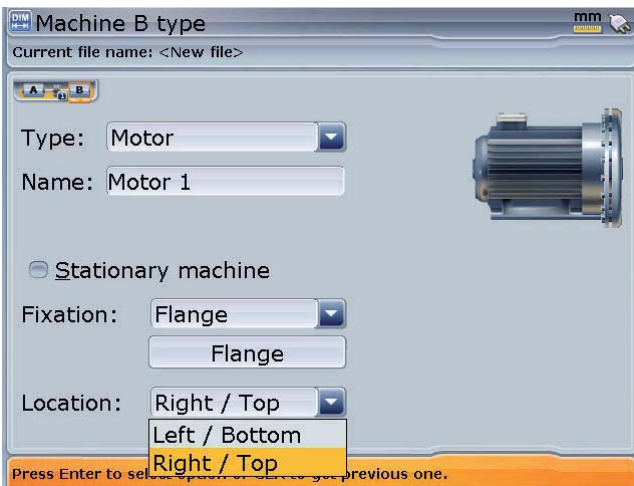 DIM
Machine B type
mm
Current file name: <New file>
A B
Type: Motor
Name: Motor 1
Stationary machine
Fixation: Flange
Flange
Location: Right / Top
Left / Bottom
Right / Top
Press Enter to sel previous one.